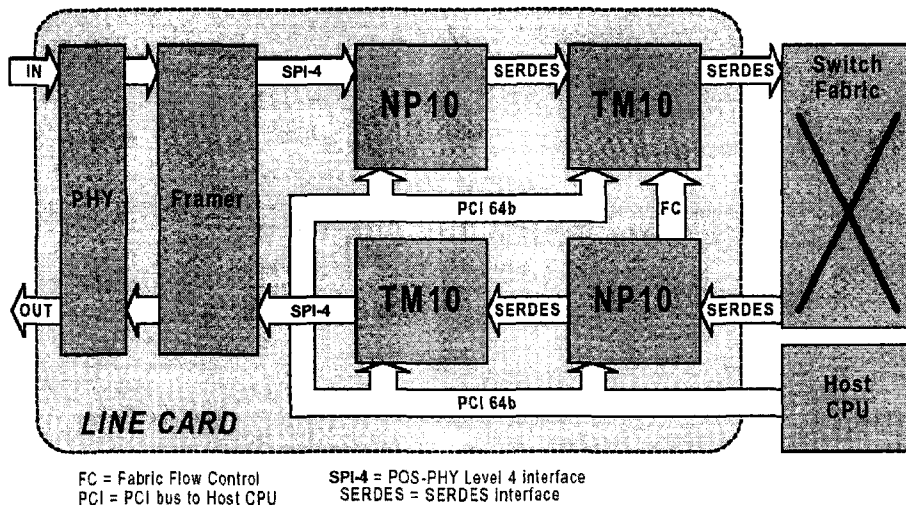 IN
SPI-4
SERDES
SERDES
Switch
Fabric
NP10
TM10
PHY
Framer
PCI 64b
FC
TM10
NP10
OUT
SPI-4
SERDES
SERDES
PCI 64b
Host
CPU
LINE CARD
FC = Fabric Flow Control
SPI-4 = POS-PHY Level 4 interface
PCI = PCI bus to Host CPU
SERDES = SERDES Interface